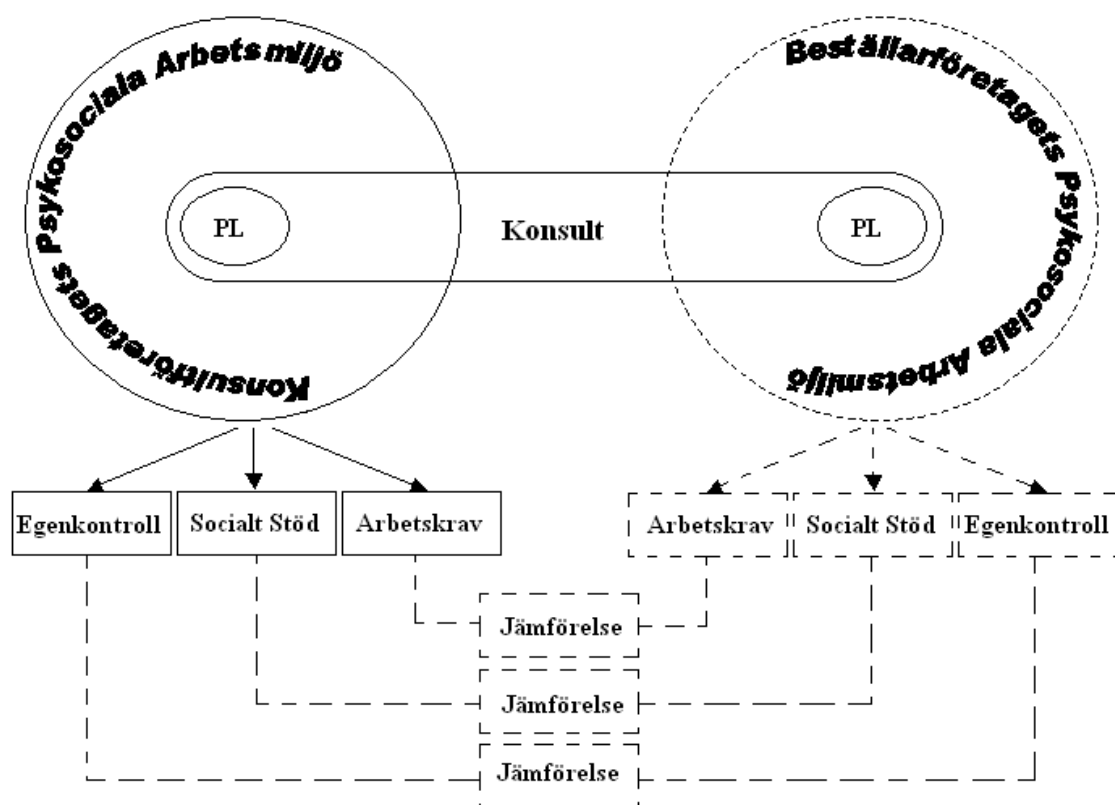 Konsultföretagets Psykosociala Arbetsmiljö
Beställarföretagets Psykosociala Arbetsmiljö
PL
Konsult
PL
Egenkontroll
Socialt Stöd
Arbetskrav
Arbetskrav
Socialt Stöd
Egenkontroll
Jämförelse
Jämförelse
Jämförelse